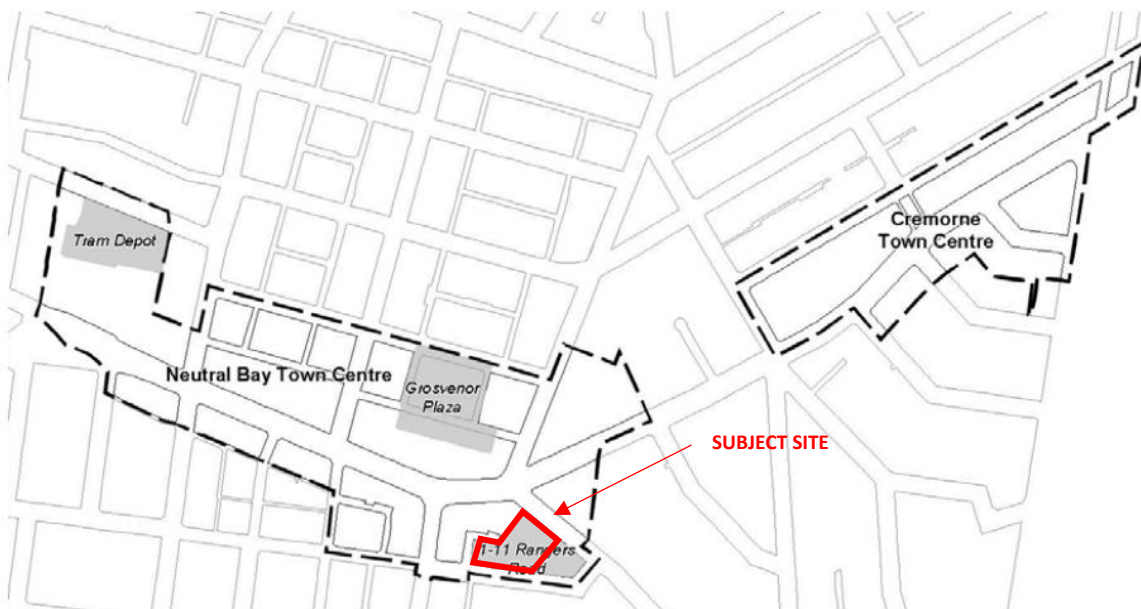 Cremorne
Town Centre
Tram Depot
Neutral Bay Town Centre
Grosvenor
Plaza
SUBJECT SITE
1-11 Rangers
Road